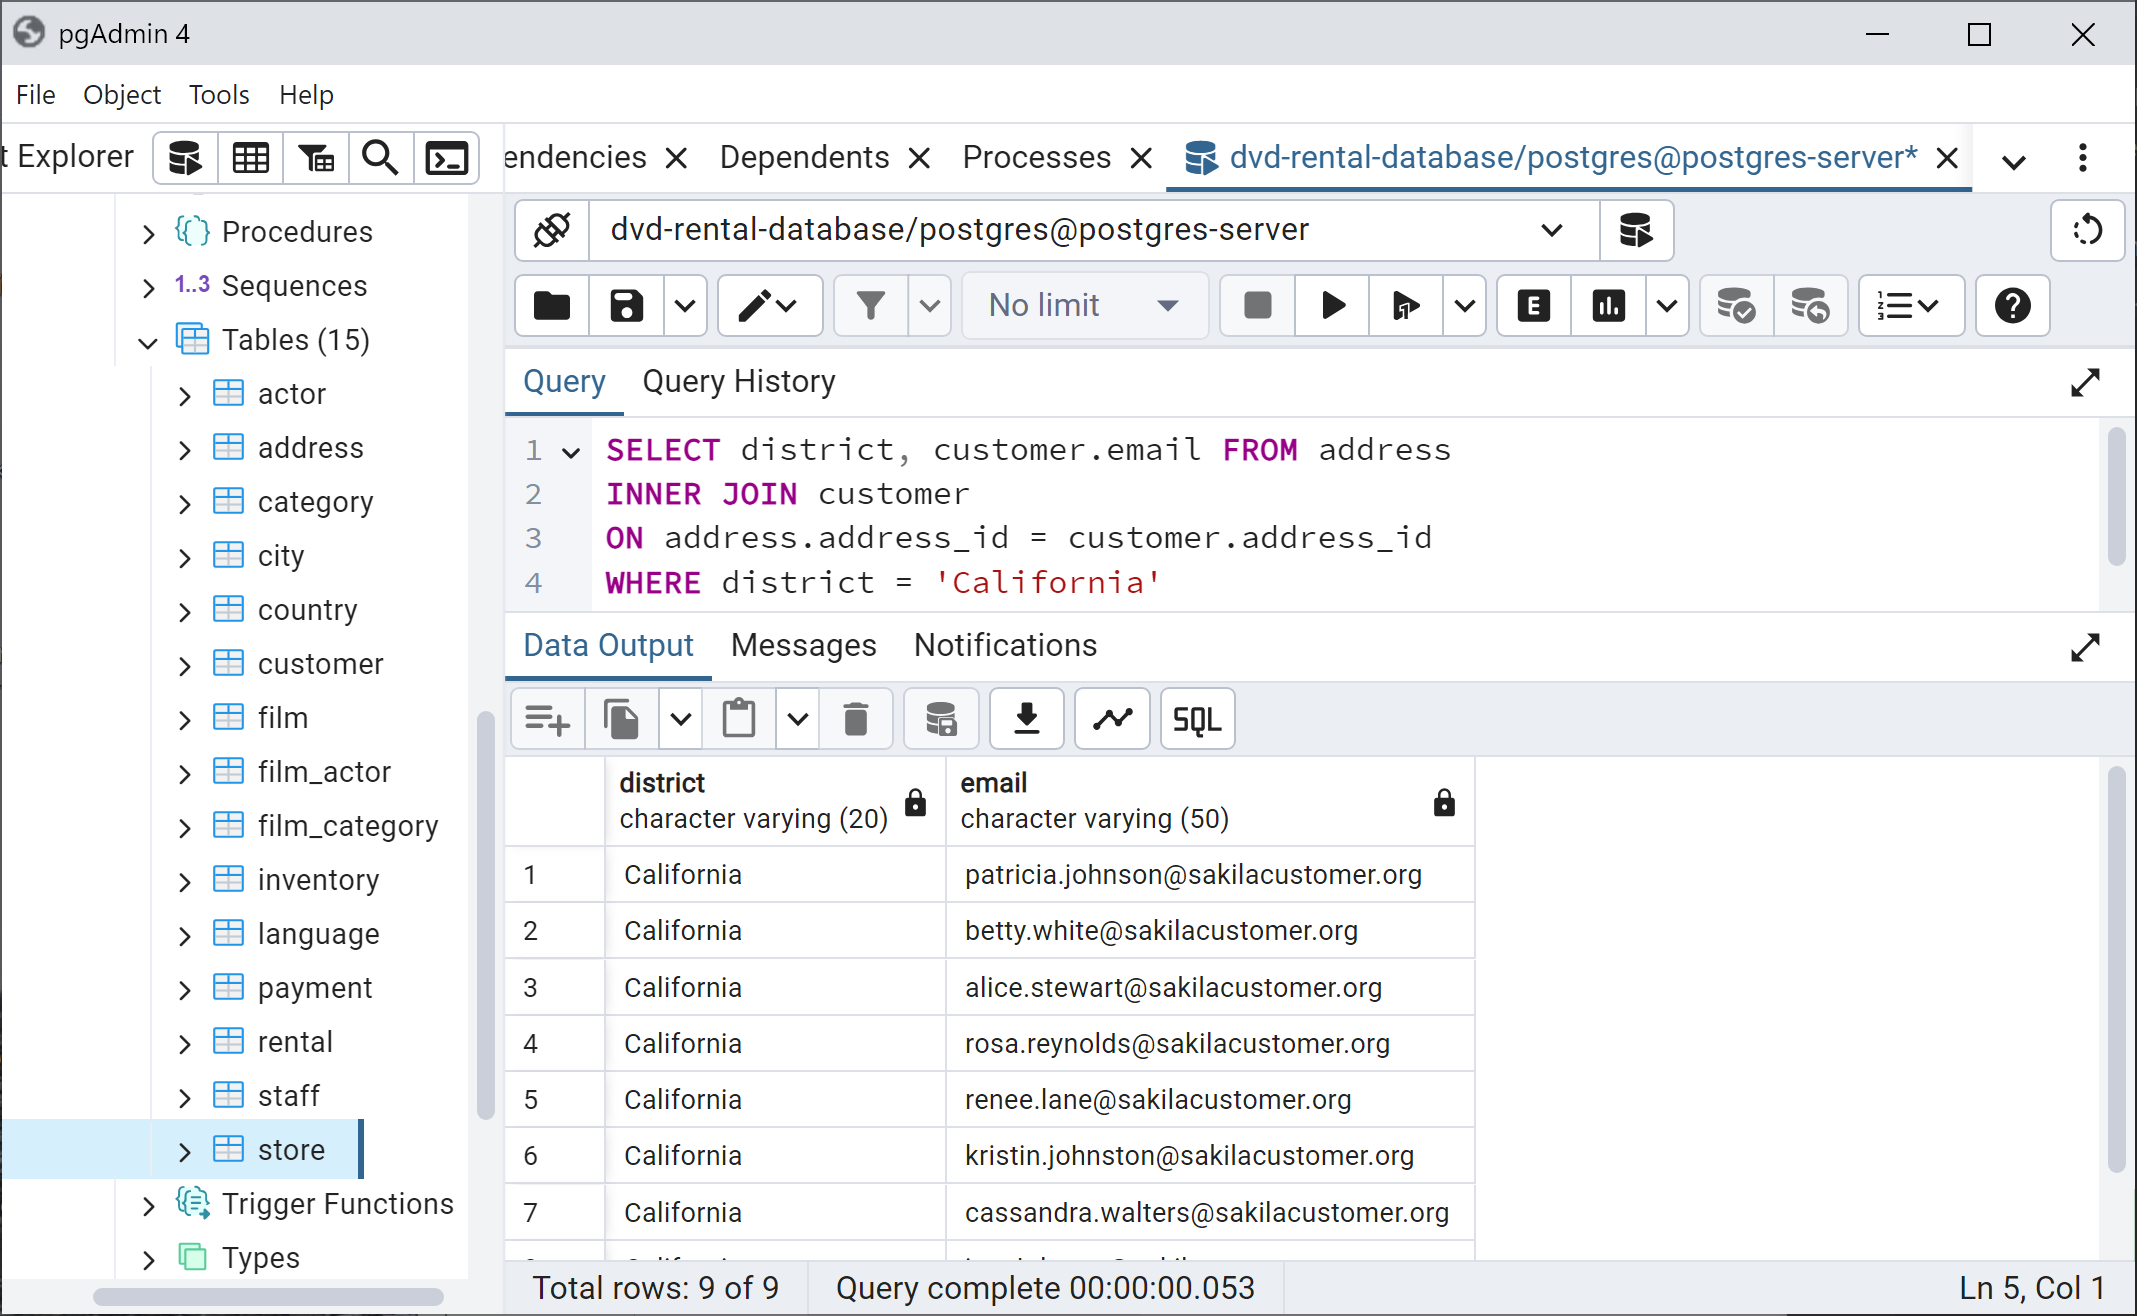 pgAdmin 4
File Object Tools Help
t Explorer
endencies Dependents Processes dvd-rental-database/postgres@postgres-server*
Procedures
1..3 Sequences
Tables (15)
actor
address
category
city
country
customer
film
film_actor
film_category
inventory
language
payment
rental
staff
store
Trigger Functions
Types
dvd-rental-database/postgres@postgres-server
No limit
E
Query Query History
1 SELECT district, customer.email FROM address
2 INNER JOIN customer
3 ON address.address_id = customer.address_id
4 WHERE district = 'California'
Data Output Messages Notifications
SQL
district email
character varying (20) character varying (50)
1 California patricia.johnson@sakilacustomer.org
2 California betty.white@sakilacustomer.org
3 California alice.stewart@sakilacustomer.org
4 California rosa.reynolds@sakilacustomer.org
5 California renee.lane@sakilacustomer.org
6 California kristin.johnston@sakilacustomer.org
7 California cassandra.walters@sakilacustomer.org
Total rows: 9 of 9 Query complete 00:00:00.053 Ln 5, Col 1